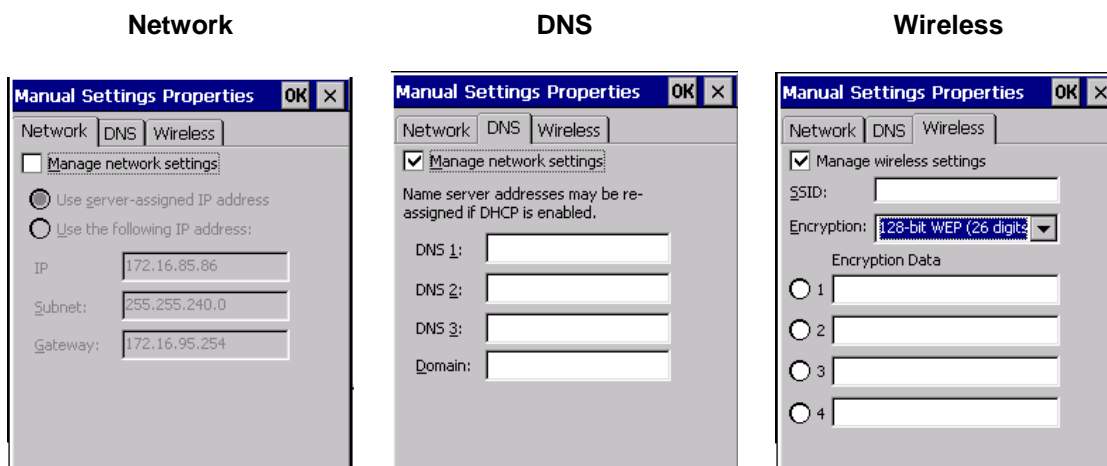 Network
DNS
Wireless
Manual Settings Properties OK ×
Network DNS Wireless
Manage network settings
Use server-assigned IP address
Use the following IP address:
IP 172.16.85.86
Subnet: 255.255.240.0
Gateway: 172.16.95.254
Manual Settings Properties OK ×
Network DNS Wireless
Manage network settings
Name server addresses may be re-
assigned if DHCP is enabled.
DNS 1:
DNS 2:
DNS 3:
Domain:
Manual Settings Properties OK ×
Network DNS Wireless
Manage wireless settings
SSID:
Encryption: 128-bit WEP (26 digits
Encryption Data
1
2
3
4